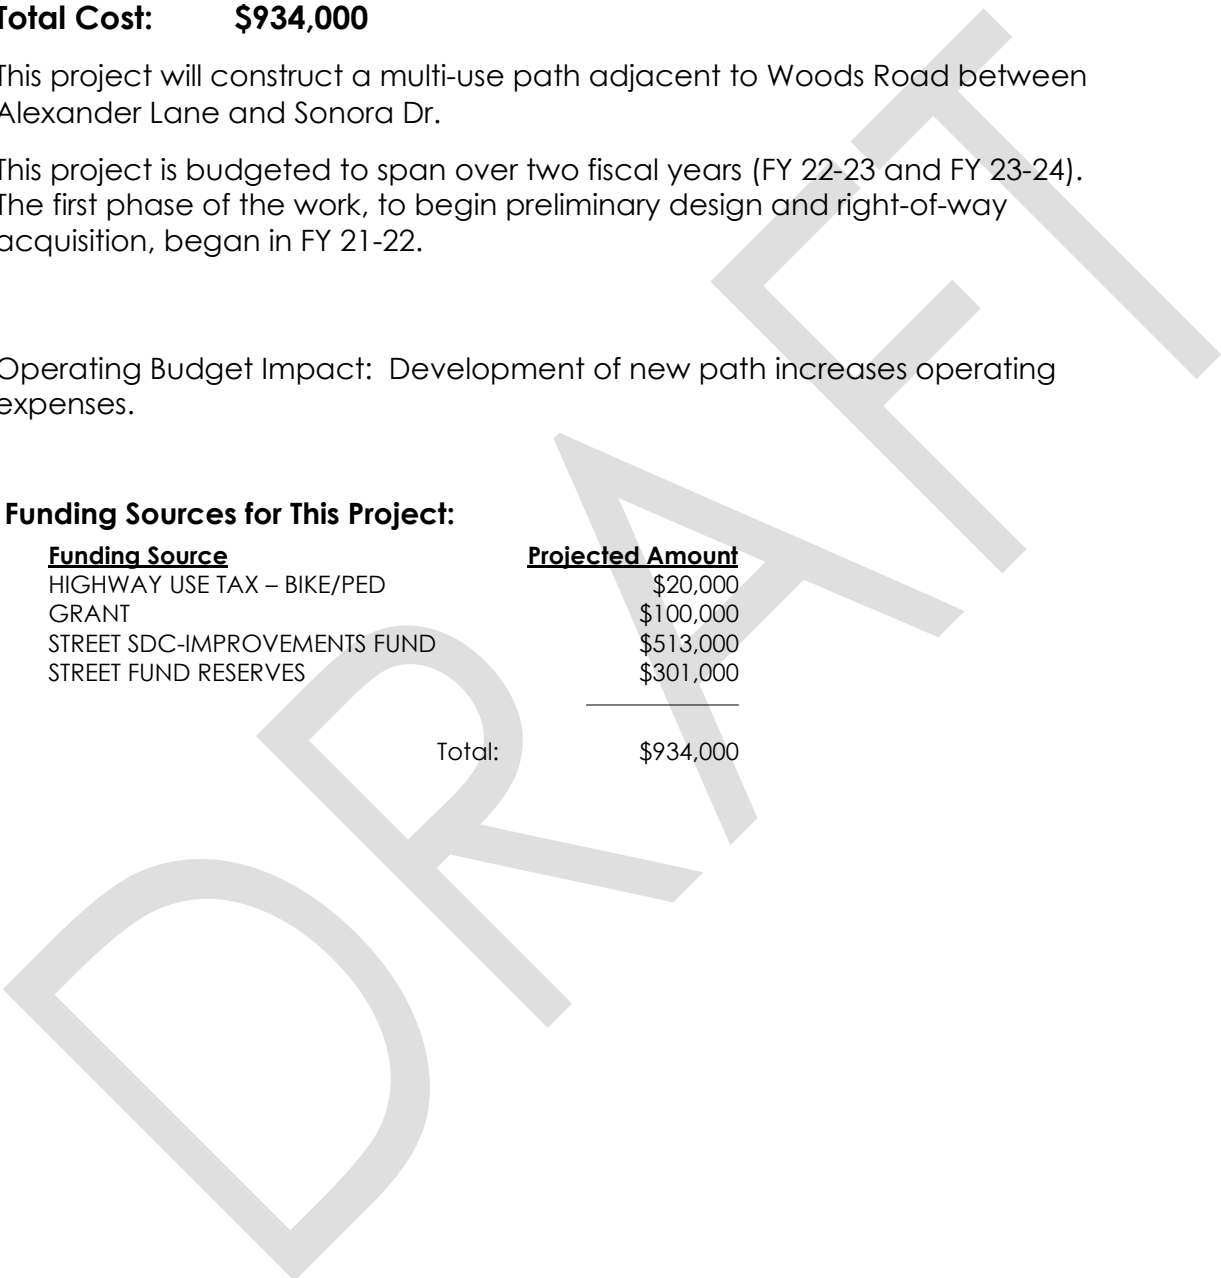 Total Cost: $934,000
This project will construct a multi-use path adjacent to Woods Road between
Alexander Lane and Sonora Dr.
This project is budgeted to span over two fiscal years (FY 22-23 and FY 23-24).
The first phase of the work, to begin preliminary design and right-of-way
acquisition, began in FY 21-22.
Operating Budget Impact: Development of new path increases operating
expenses.
Funding Sources for This Project:
Funding Source Projected Amount
HIGHWAY USE TAX – BIKE/PED $20,000
GRANT $100,000
STREET SDC-IMPROVEMENTS FUND $513,000
STREET FUND RESERVES $301,000
Total: $934,000
DRAFT